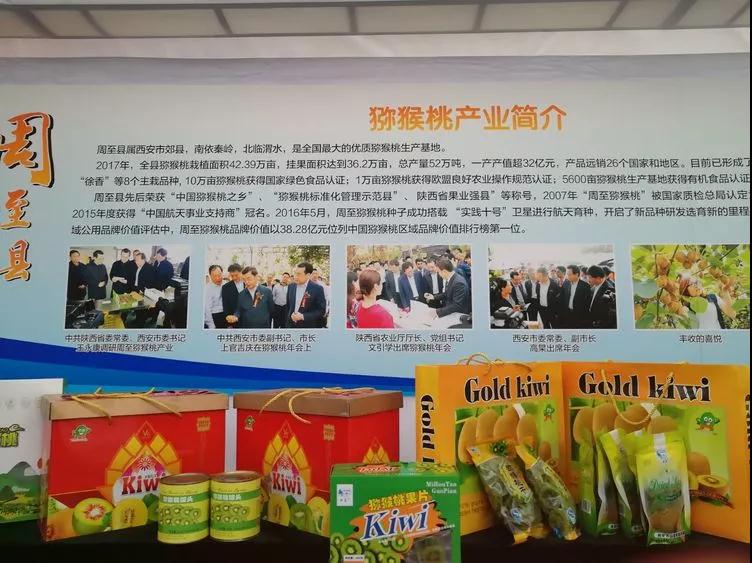 周至县
猕猴桃产业简介
周至县属西安市郊县，南依秦岭，北临渭水，是全国最大的优质猕猴桃生产基地。
2017年，全县猕猴桃栽植面积42.39万亩，挂果面积达到36.2万亩，总产量52万吨，一产产值超32亿元，产品远销26个国家和地区。目前已形成了
“徐香”等8个主栽品种，10万亩猕猴桃获得国家绿色食品认证；1万亩猕猴桃获得欧盟良好农业操作规范认证；5600亩猕猴桃生产基地获得有机食品认证
周至县先后荣获“中国猕猴桃之乡”、“猕猴桃标准化管理示范县”、陕西省果业强县”等称号，2007年“周至猕猴桃”被国家质检总局认定
2015年度获得“中国航天事业支持商”冠名。2016年5月，周至猕猴桃种子成功搭载“实践十号”卫星进行航天育种，开启了新品种研发选育新的里程
域公用品牌价值评估中，周至猕猴桃品牌价值以38.28亿元位列中国猕猴桃区域品牌价值排行榜第一位。
中共陕西省委常委、西安市委书记
王永康调研周至猕猴桃产业
中共西安市委副书记、市长
上官吉庆在猕猴桃年会上
陕西省农业厅厅长、党组书记
文引学出席猕猴桃年会
西安市委常委、副市长
高杲出席年会
丰收的喜悦
桃
Kiwi
Kiwi
猕猴桃罐头
猕猴桃罐头
MiHouTao
GuoPian
猕猴桃果片
Kiwi
Gold kiwi
Gold kiwi
Gold K